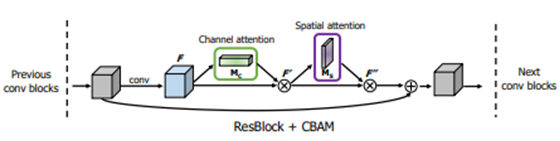 Channel attention
Spatial attention
Previous
conv blocks
conv
F
Mc
F'
Ms
F''
Next
conv blocks
ResBlock + CBAM